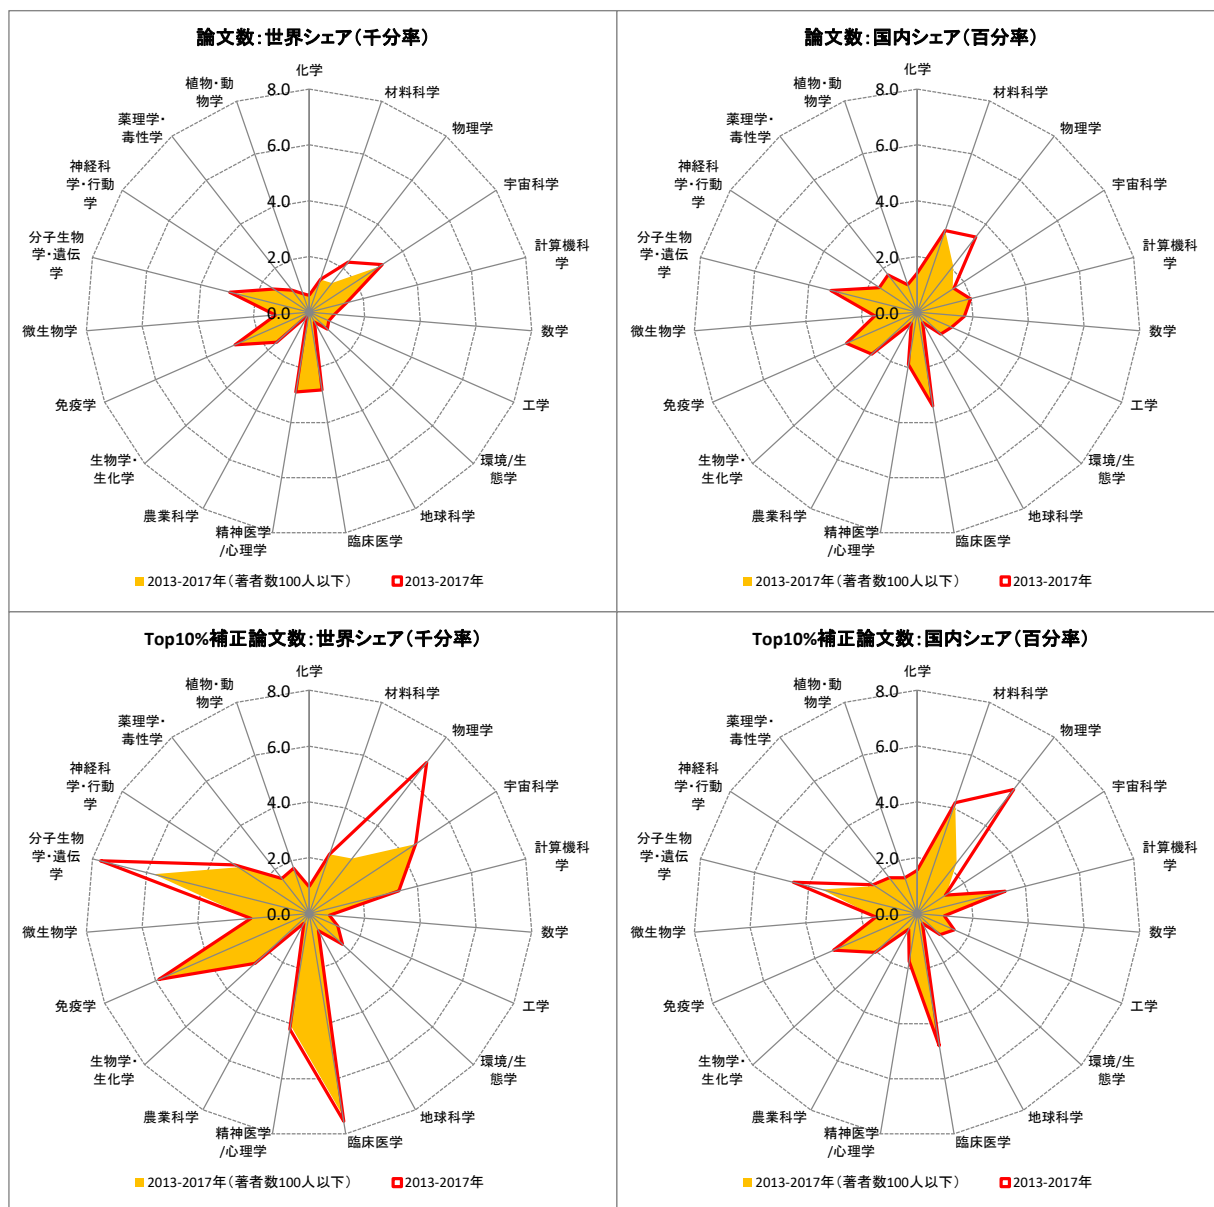 論文数：世界シェア（千分率）
化学
8.0
材料科学
物理学
宇宙科学
計算機科
学
数学
工学
環境/生
態学
地球科学
臨床医学
精神医学
/心理学
農業科学
生物学・
生化学
免疫学
微生物学
分子生物
学・遺伝
学
神経科
学・行動
学
薬理学・
毒性学
植物・動
物学
6.0
4.0
2.0
0.0
2013-2017年（著者数100人以下）
2013-2017年
論文数：国内シェア（百分率）
化学
8.0
材料科学
物理学
宇宙科学
計算機科
学
数学
工学
環境/生
態学
地球科学
臨床医学
精神医学
/心理学
農業科学
生物学・
生化学
免疫学
微生物学
分子生物
学・遺伝
学
神経科
学・行動
学
薬理学・
毒性学
植物・動
物学
6.0
4.0
2.0
0.0
2013-2017年（著者数100人以下）
2013-2017年
Top10%補正論文数：世界シェア（千分率）
化学
8.0
材料科学
物理学
宇宙科学
計算機科
学
数学
工学
環境/生
態学
地球科学
臨床医学
精神医学
/心理学
農業科学
生物学・
生化学
免疫学
微生物学
分子生物
学・遺伝
学
神経科
学・行動
学
薬理学・
毒性学
植物・動
物学
6.0
4.0
2.0
0.0
2013-2017年（著者数100人以下）
2013-2017年
Top10%補正論文数：国内シェア（百分率）
化学
8.0
材料科学
物理学
宇宙科学
計算機科
学
数学
工学
環境/生
態学
地球科学
臨床医学
精神医学
/心理学
農業科学
生物学・
生化学
免疫学
微生物学
分子生物
学・遺伝
学
神経科
学・行動
学
薬理学・
毒性学
植物・動
物学
6.0
4.0
2.0
0.0
2013-2017年（著者数100人以下）
2013-2017年